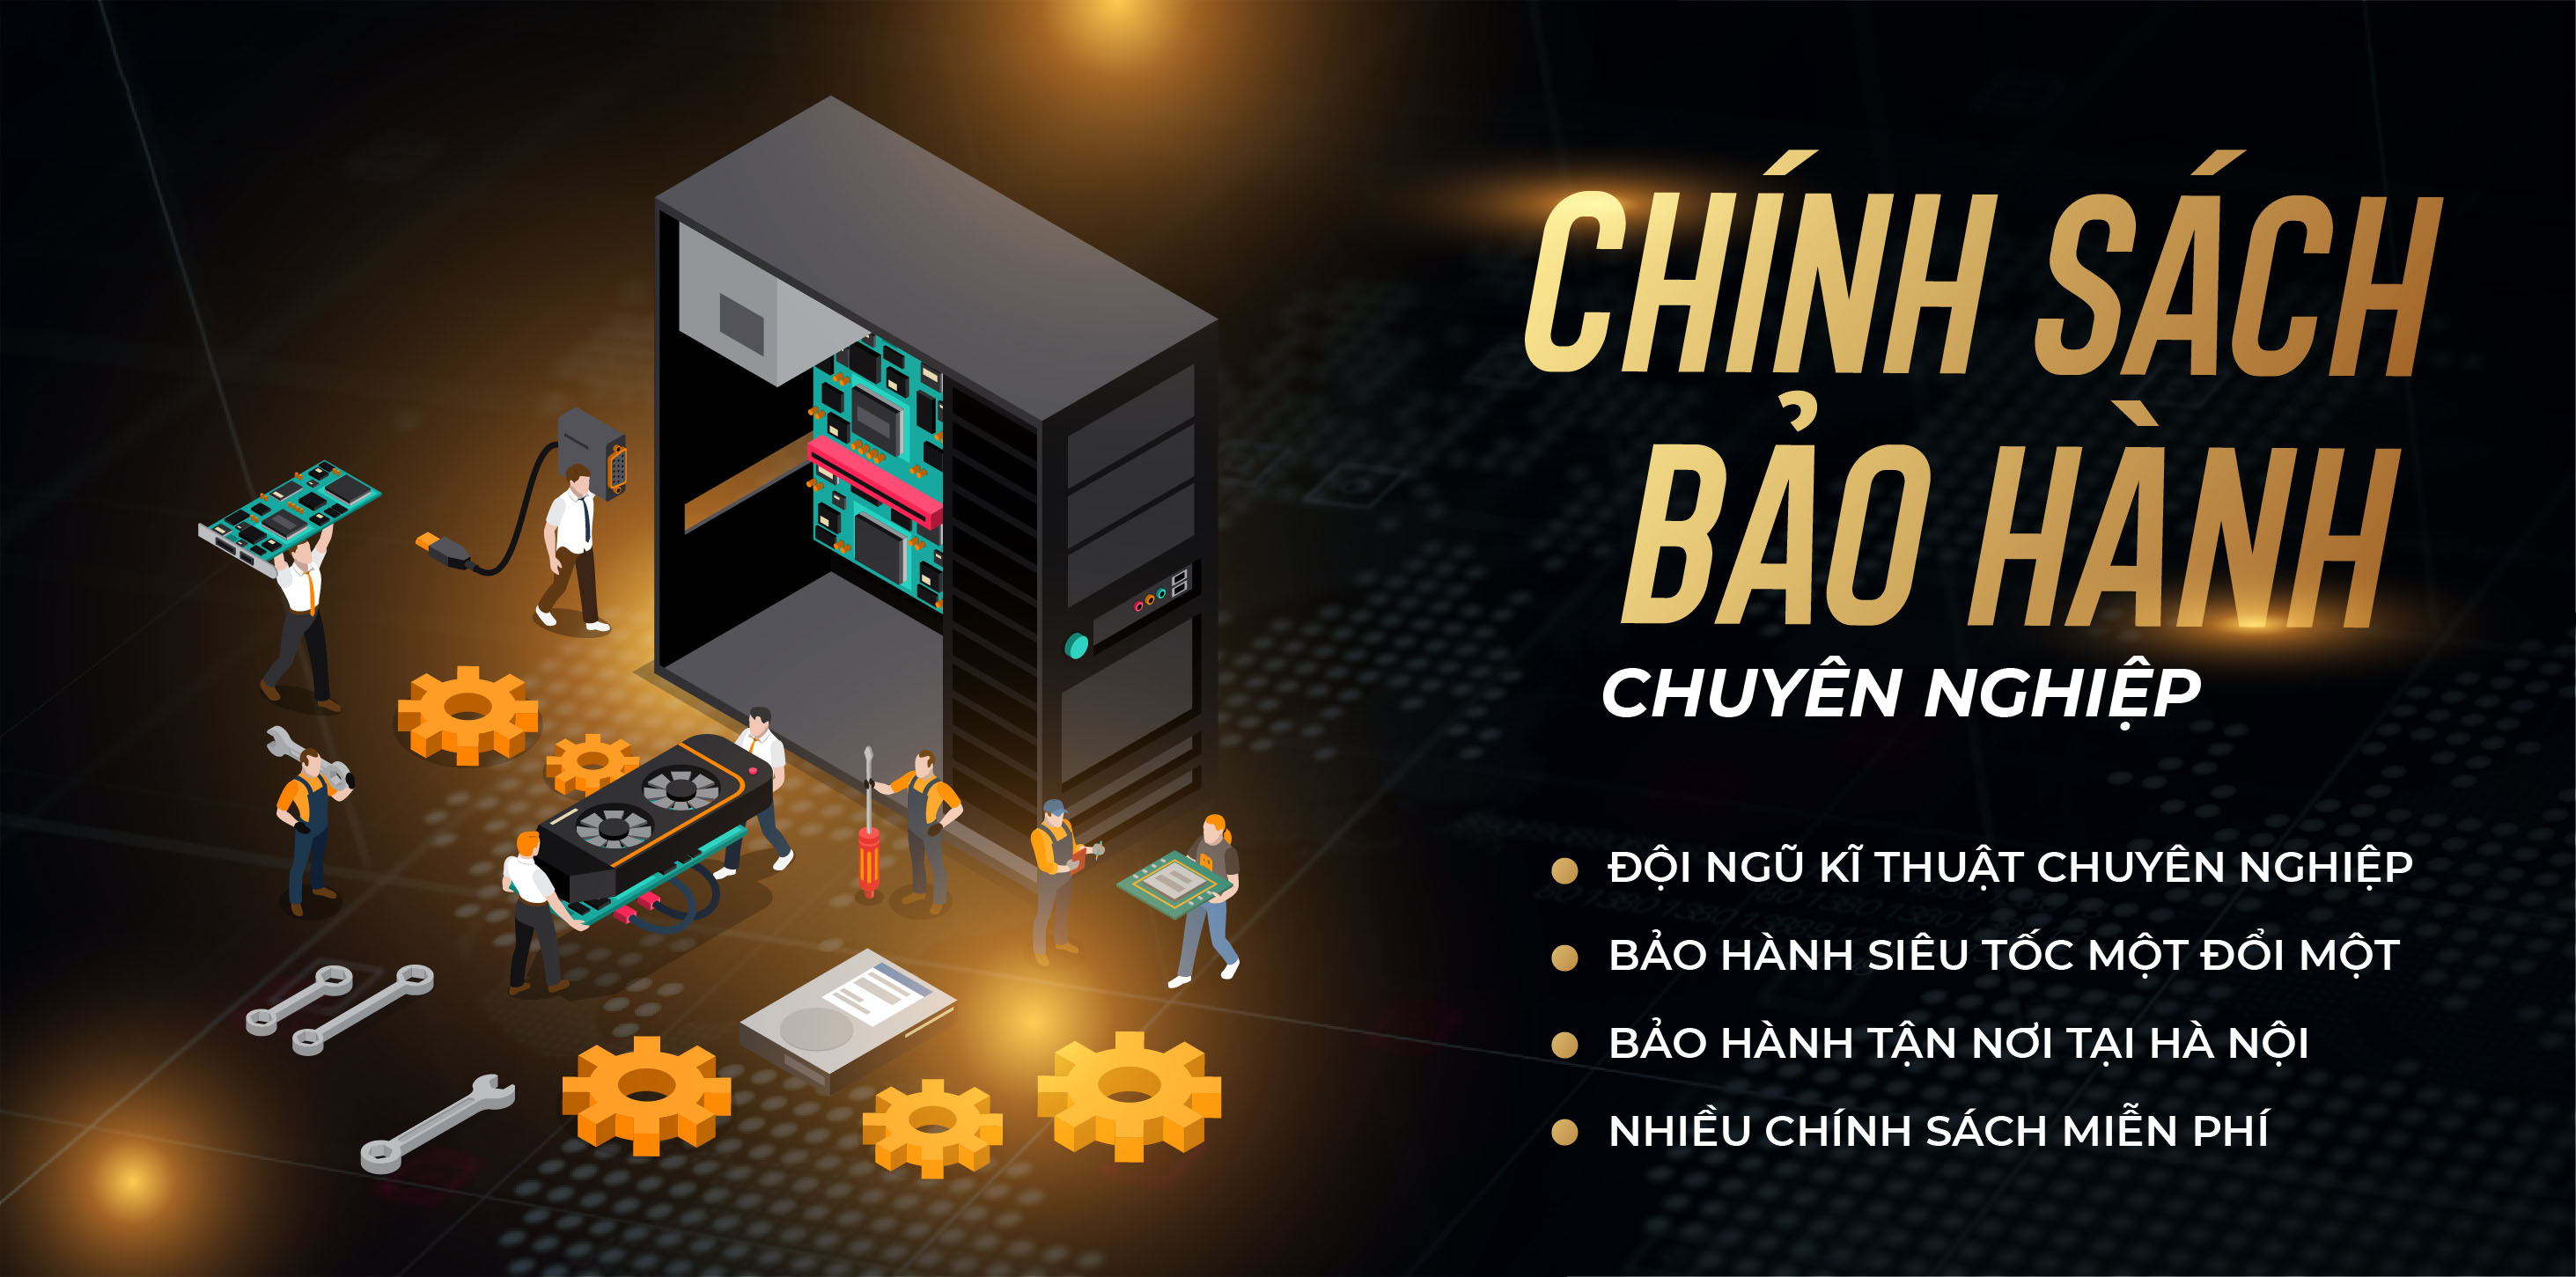 CHÍNH SÁCH
BẢO HÀNH
CHUYÊN NGHIỆP
ĐỘI NGŨ KĨ THUẬT CHUYÊN NGHIỆP
BẢO HÀNH SIÊU TỐC MỘT ĐỔI MỘT
BẢO HÀNH TẬN NƠI TẠI HÀ NỘI
NHIỀU CHÍNH SÁCH MIỄN PHÍ